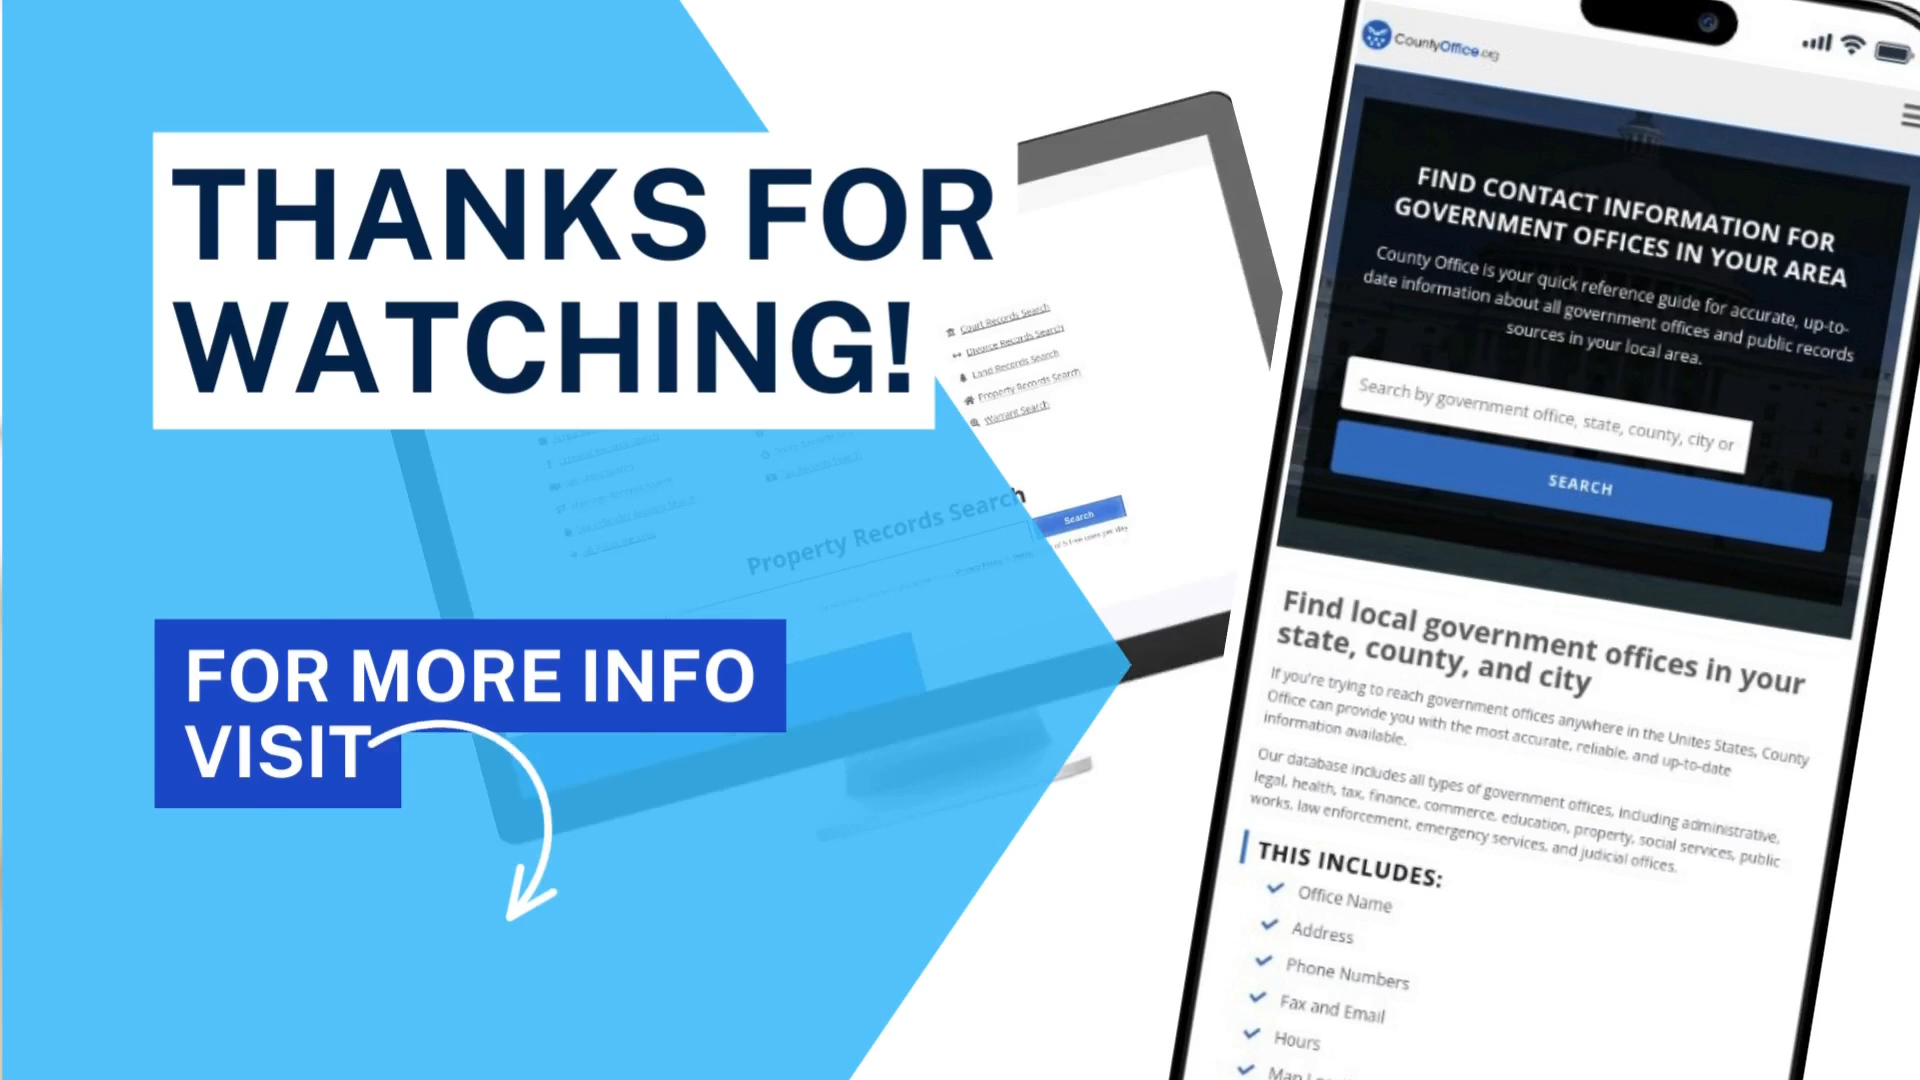 THANKS FOR
WATCHING!
FOR MORE INFO
VISIT
Court Records Search
Divorce Records Search
Land Records Search
Property Records Search
Warrant Search
Property Records Search
Search
CountyOffice.org
FIND CONTACT INFORMATION FOR
GOVERNMENT OFFICES IN YOUR AREA
County Office is your quick reference guide for accurate, up-to-
date information about all government offices and public records
sources in your local area.
Search by government office, state, county, city or
SEARCH
Find local government offices in your
state, county, and city
If you're trying to reach government offices anywhere in the Unites States, County
Office can provide you with the most accurate, reliable, and up-to-date
information available.
Our database includes all types of government offices, including administrative,
legal, health, tax, finance, commerce, education, property, social services, public
works, law enforcement, emergency services, and judicial offices.
THIS INCLUDES:
Office Name
Address
Phone Numbers
Fax and Email
Hours